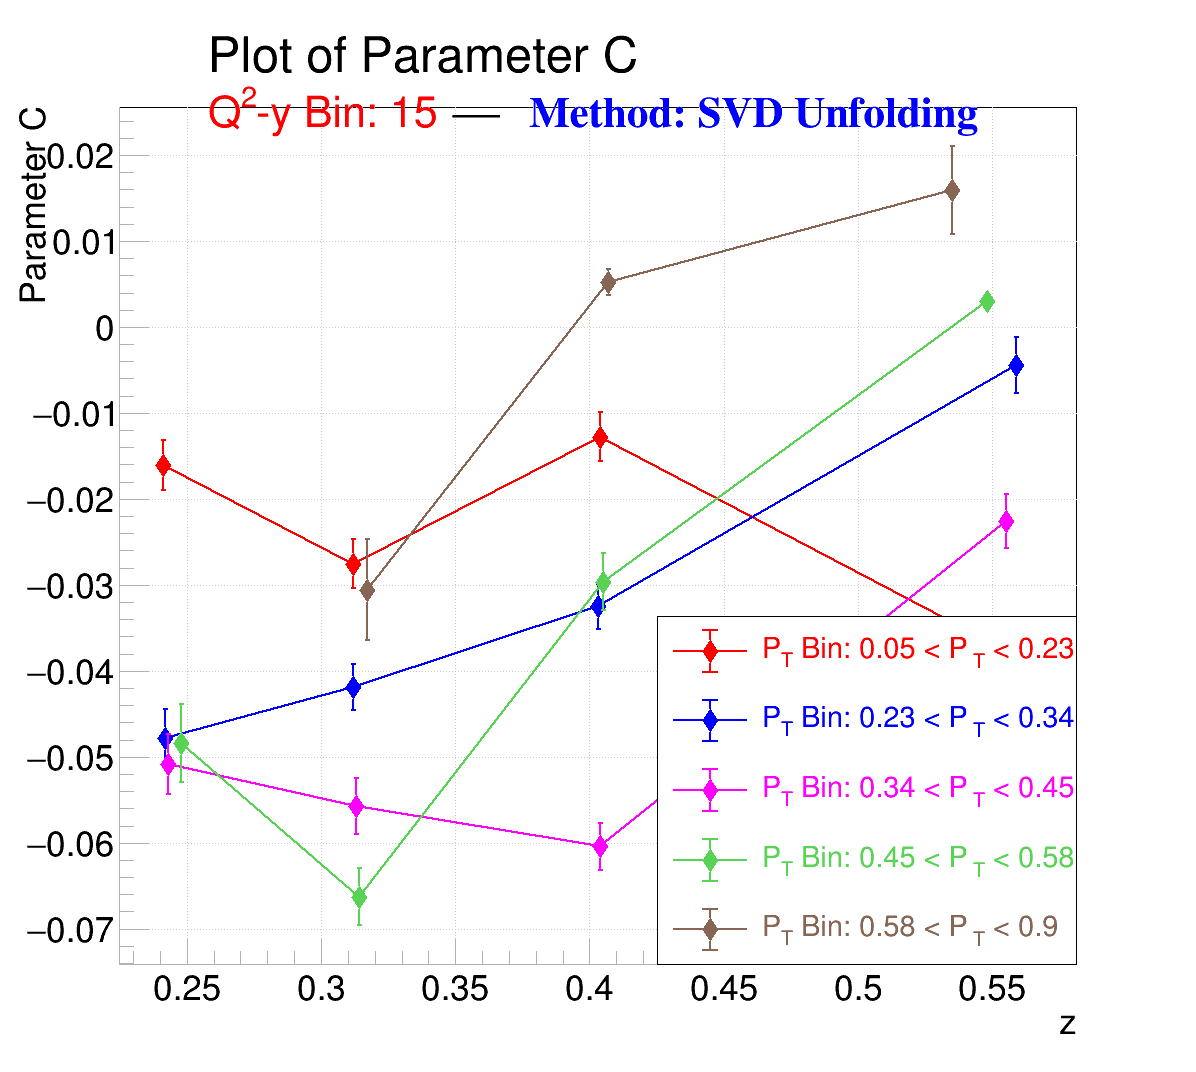 Plot of Parameter C
Q²-y Bin: 15 — Method: SVD Unfolding
Parameter C
0.02
0.01
0
−0.01
−0.02
−0.03
−0.04
−0.05
−0.06
−0.07
P_T Bin: 0.05 < P_T < 0.23
P_T Bin: 0.23 < P_T < 0.34
P_T Bin: 0.34 < P_T < 0.45
P_T Bin: 0.45 < P_T < 0.58
P_T Bin: 0.58 < P_T < 0.9
0.25 0.3 0.35 0.4 0.45 0.5 0.55
z